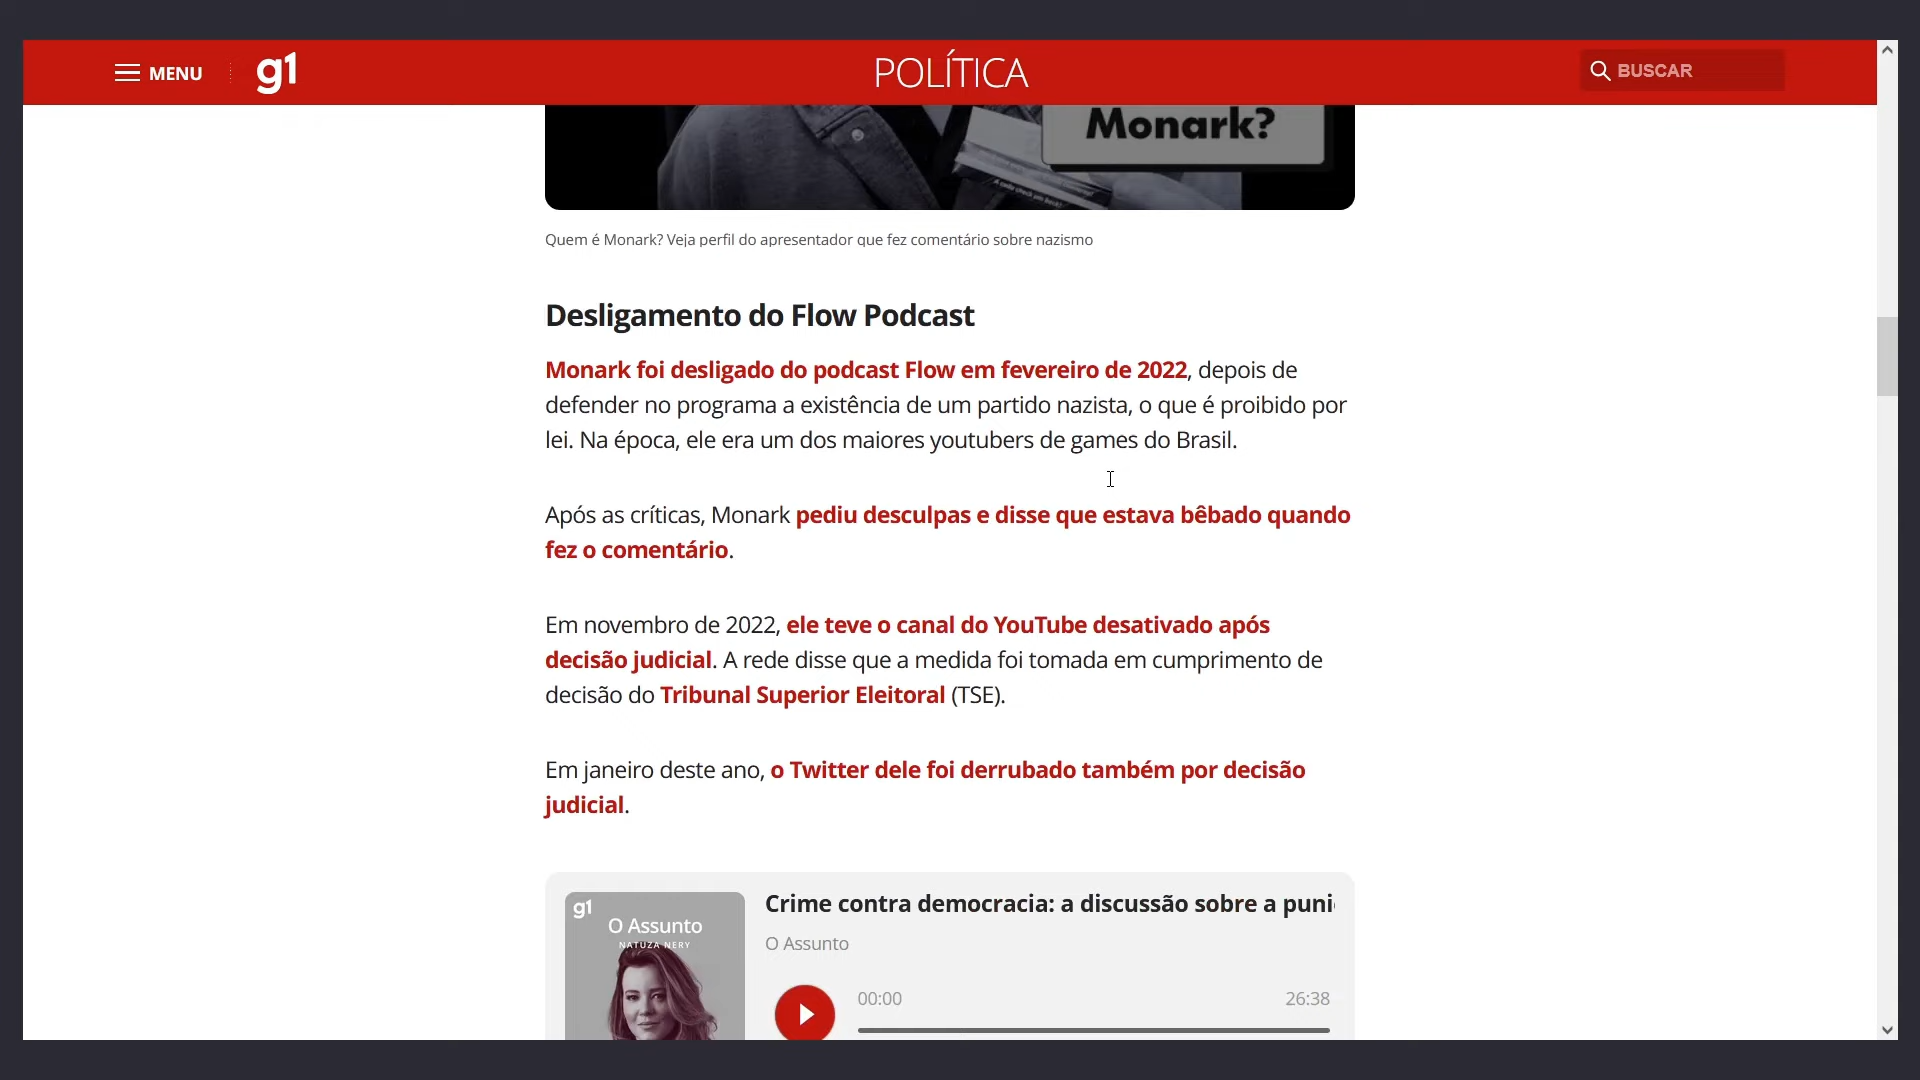 MENU
g1
POLÍTICA
BUSCAR
Monark?
Quem é Monark? Veja perfil do apresentador que fez comentário sobre nazismo
Desligamento do Flow Podcast
Monark foi desligado do podcast Flow em fevereiro de 2022, depois de
defender no programa a existência de um partido nazista, o que é proibido por
lei. Na época, ele era um dos maiores youtubers de games do Brasil.
Após as críticas, Monark pediu desculpas e disse que estava bêbado quando
fez o comentário.
Em novembro de 2022, ele teve o canal do YouTube desativado após
decisão judicial. A rede disse que a medida foi tomada em cumprimento de
decisão do Tribunal Superior Eleitoral (TSE).
Em janeiro deste ano, o Twitter dele foi derrubado também por decisão
judicial.
g1
O Assunto
NATUZA NERY
Crime contra democracia: a discussão sobre a puni
O Assunto
00:00
26:38